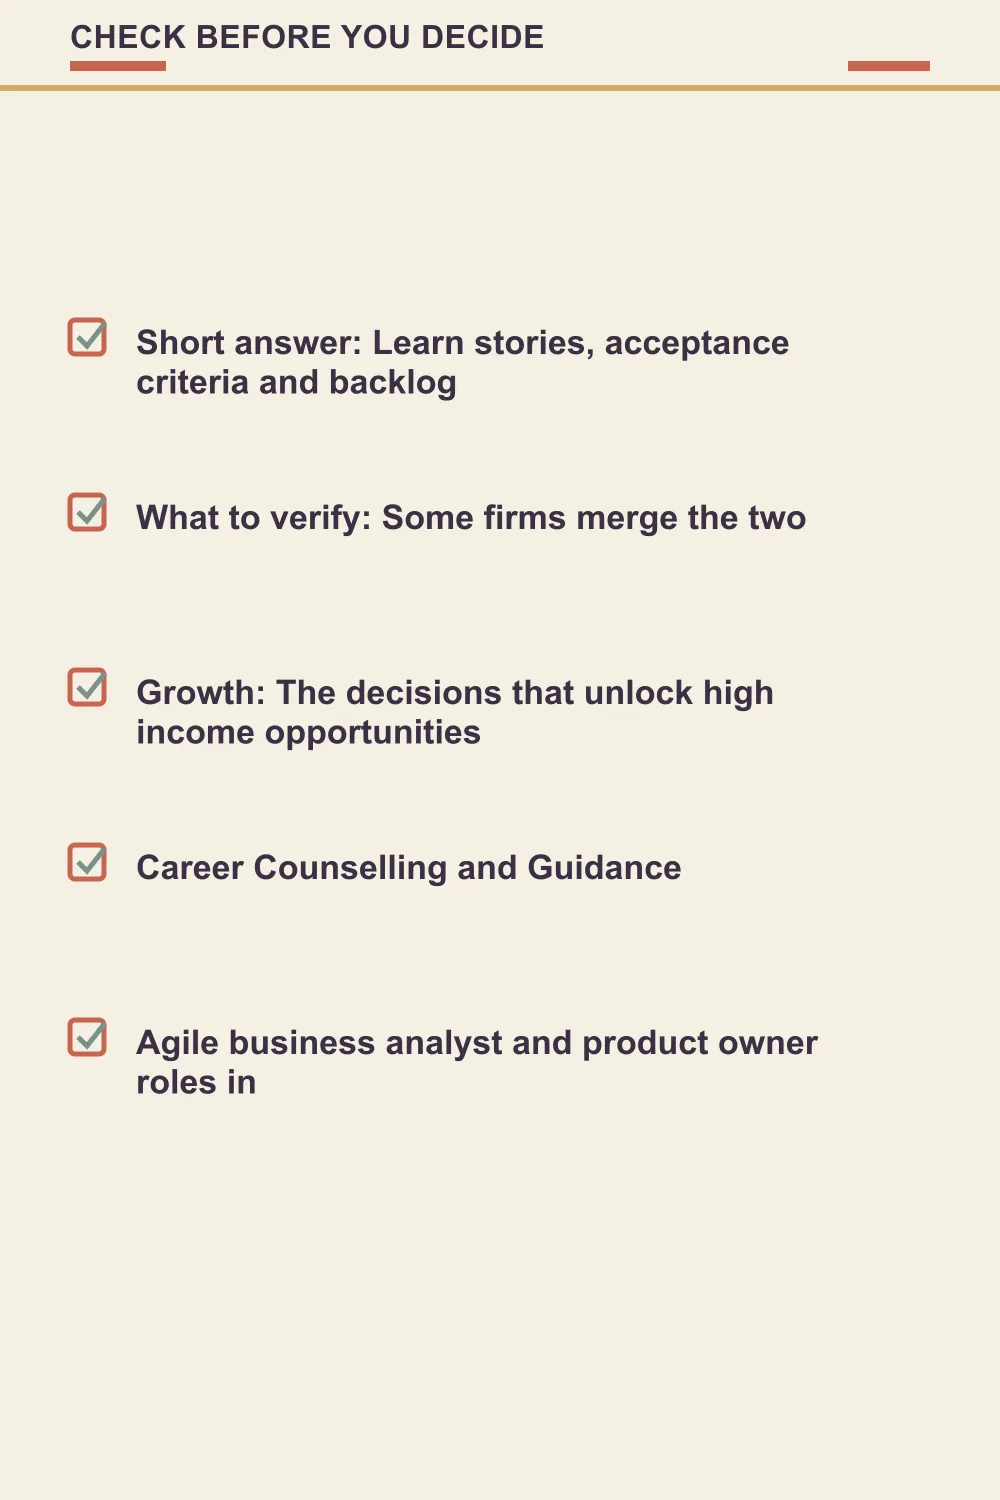 CHECK BEFORE YOU DECIDE
Short answer: Learn stories, acceptance
criteria and backlog
What to verify: Some firms merge the two
Growth: The decisions that unlock high
income opportunities
Career Counselling and Guidance
Agile business analyst and product owner
roles in